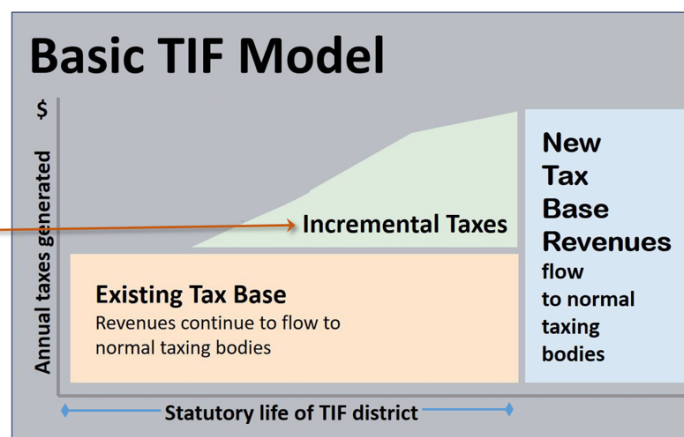 Basic TIF Model
$
Annual taxes generated
Incremental Taxes
Existing Tax Base
Revenues continue to flow to
normal taxing bodies
New
Tax
Base
Revenues
flow
to normal
taxing
bodies
Statutory life of TIF district